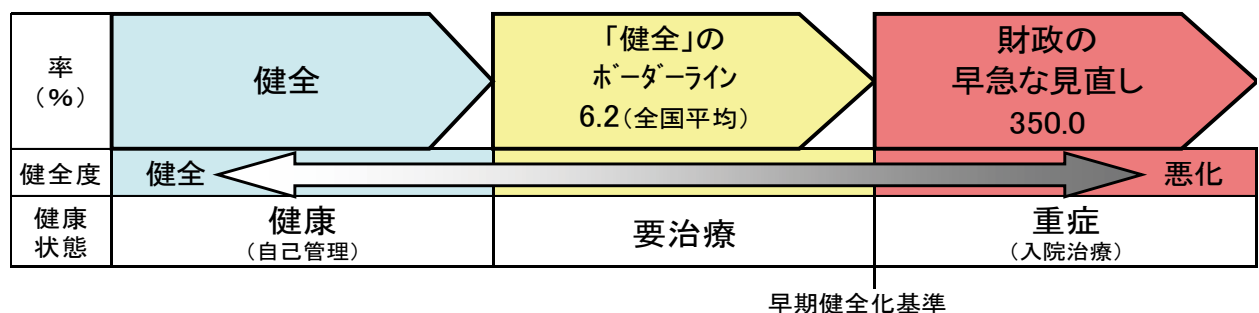 率
（%）
健全
「健全」の
ﾎﾞｰﾀﾞｰライン
6.2（全国平均）
財政の
早急な見直し
350.0
健全度
健全
悪化
健康
状態
健康
（自己管理）
要治療
重症
（入院治療）
早期健全化基準